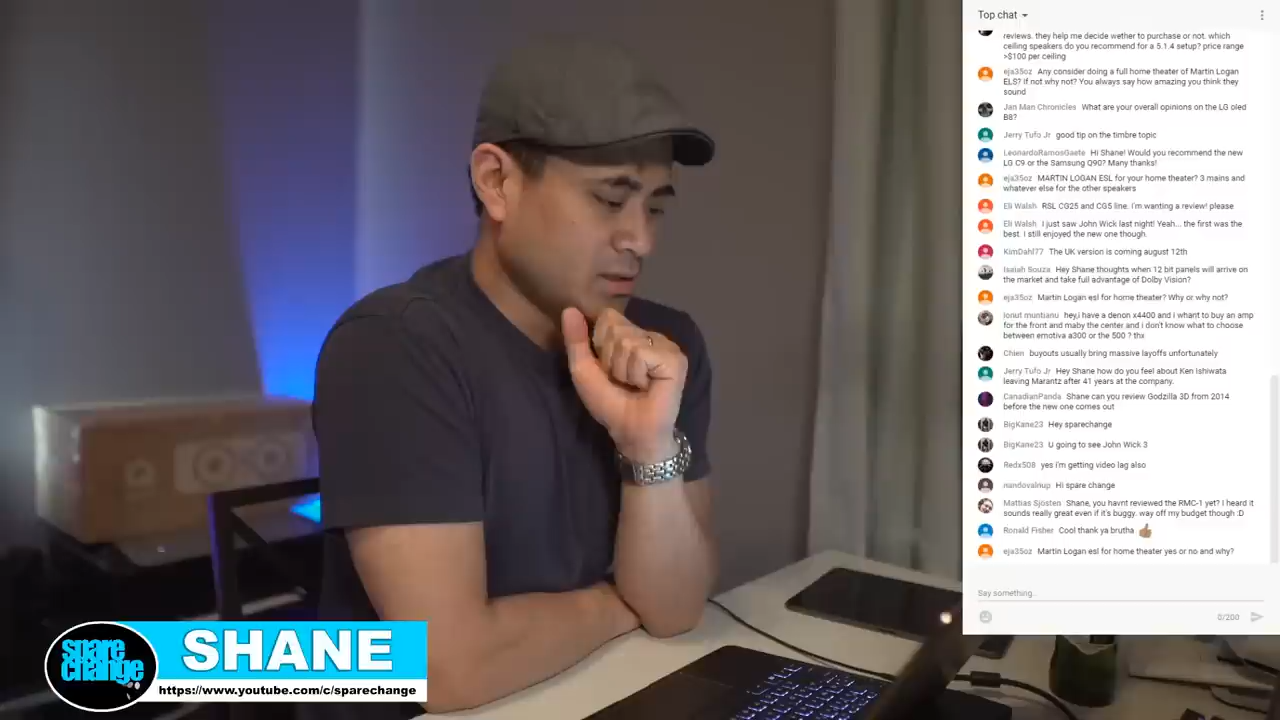 Top chat
reviews. they help me decide wether to purchase or not. which
ceiling speakers do you recommend for a 5.1.4 setup? price range
>$100 per ceiling
eja35oz Any consider doing a full home theater of Martin Logan
ELS? If not why not? You always say how amazing you think they
sound
Jan Man Chronicles What are your overall opinions on the LG oled
B8?
Jerry Tufo Jr good tip on the timbre topic
LeonardoRamosGaete Hi Shane! Would you recommend the new
LG C9 or the Samsung Q90? Many thanks!
eja35oz MARTIN LOGAN ESL for your home theater? 3 mains and
whatever else for the other speakers
Eli Walsh RSL CG25 and CG5 line. I'm wanting a review! please
Eli Walsh I just saw John Wick last night! Yeah... the first was the
best. I still enjoyed the new one though.
KimDahl77 The UK version is coming august 12th
Isaiah Souza Hey Shane thoughts when 12 bit panels will arrive on
the market and take full advantage of Dolby Vision?
eja35oz Martin Logan esl for home theater? Why or why not?
Ionut muntianu hey,i have a denon x4400 and i whant to buy an amp
for the front and maby the center and i don't know what to choose
between emotiva a300 or the 500 ? thx
Chien buyouts usually bring massive layoffs unfortunately
Jerry Tufo Jr Hey Shane how do you feel about Ken Ishiwata
leaving Marantz after 41 years at the company.
CanadianPanda Shane can you review Godzilla 3D from 2014
before the new one comes out
BigKane23 Hey sparechange
BigKane23 U going to see John Wick 3
Redx508 yes i'm getting video lag also
nandovalnup Hi spare change
Mattias Sjösten Shane, you havnt reviewed the RMC-1 yet? I heard it
sounds really great even if it's buggy. way off my budget though :D
Ronald Fisher Cool thank ya brutha
eja35oz Martin Logan esl for home theater yes or no and why?
Say something...
0/200
spare
change
SHANE
https://www.youtube.com/c/sparechange